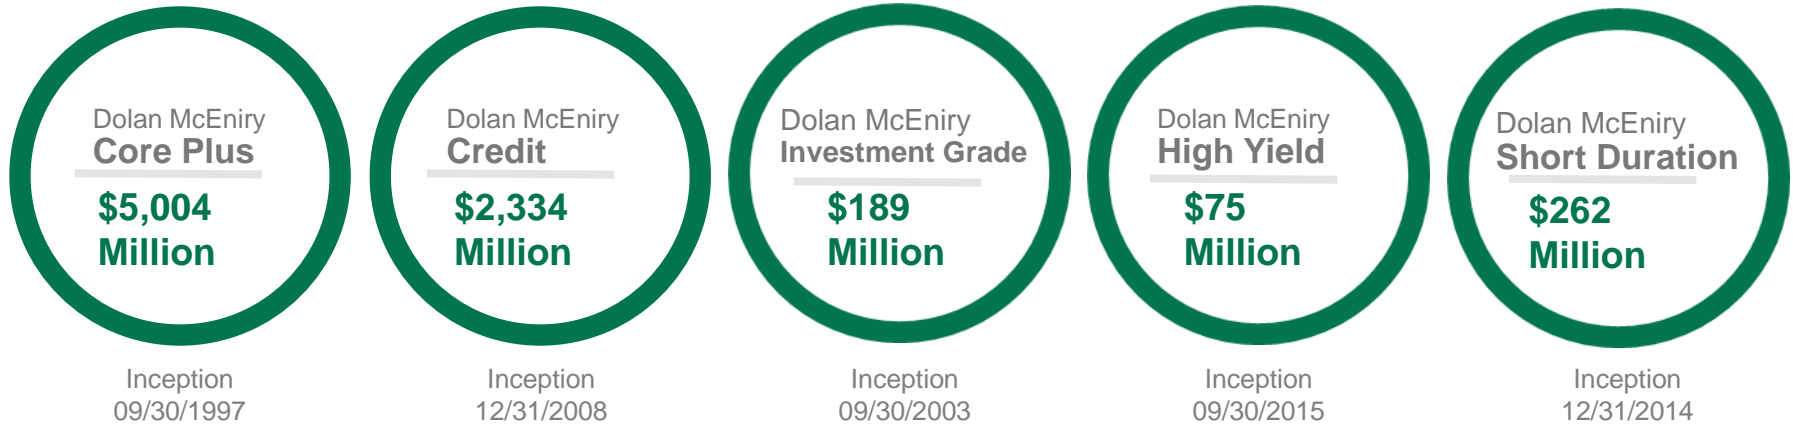 Dolan McEniry
Core Plus
$5,004
Million
Inception
09/30/1997
Dolan McEniry
Credit
$2,334
Million
Inception
12/31/2008
Dolan McEniry
Investment Grade
$189
Million
Inception
09/30/2003
Dolan McEniry
High Yield
$75
Million
Inception
09/30/2015
Dolan McEniry
Short Duration
$262
Million
Inception
12/31/2014